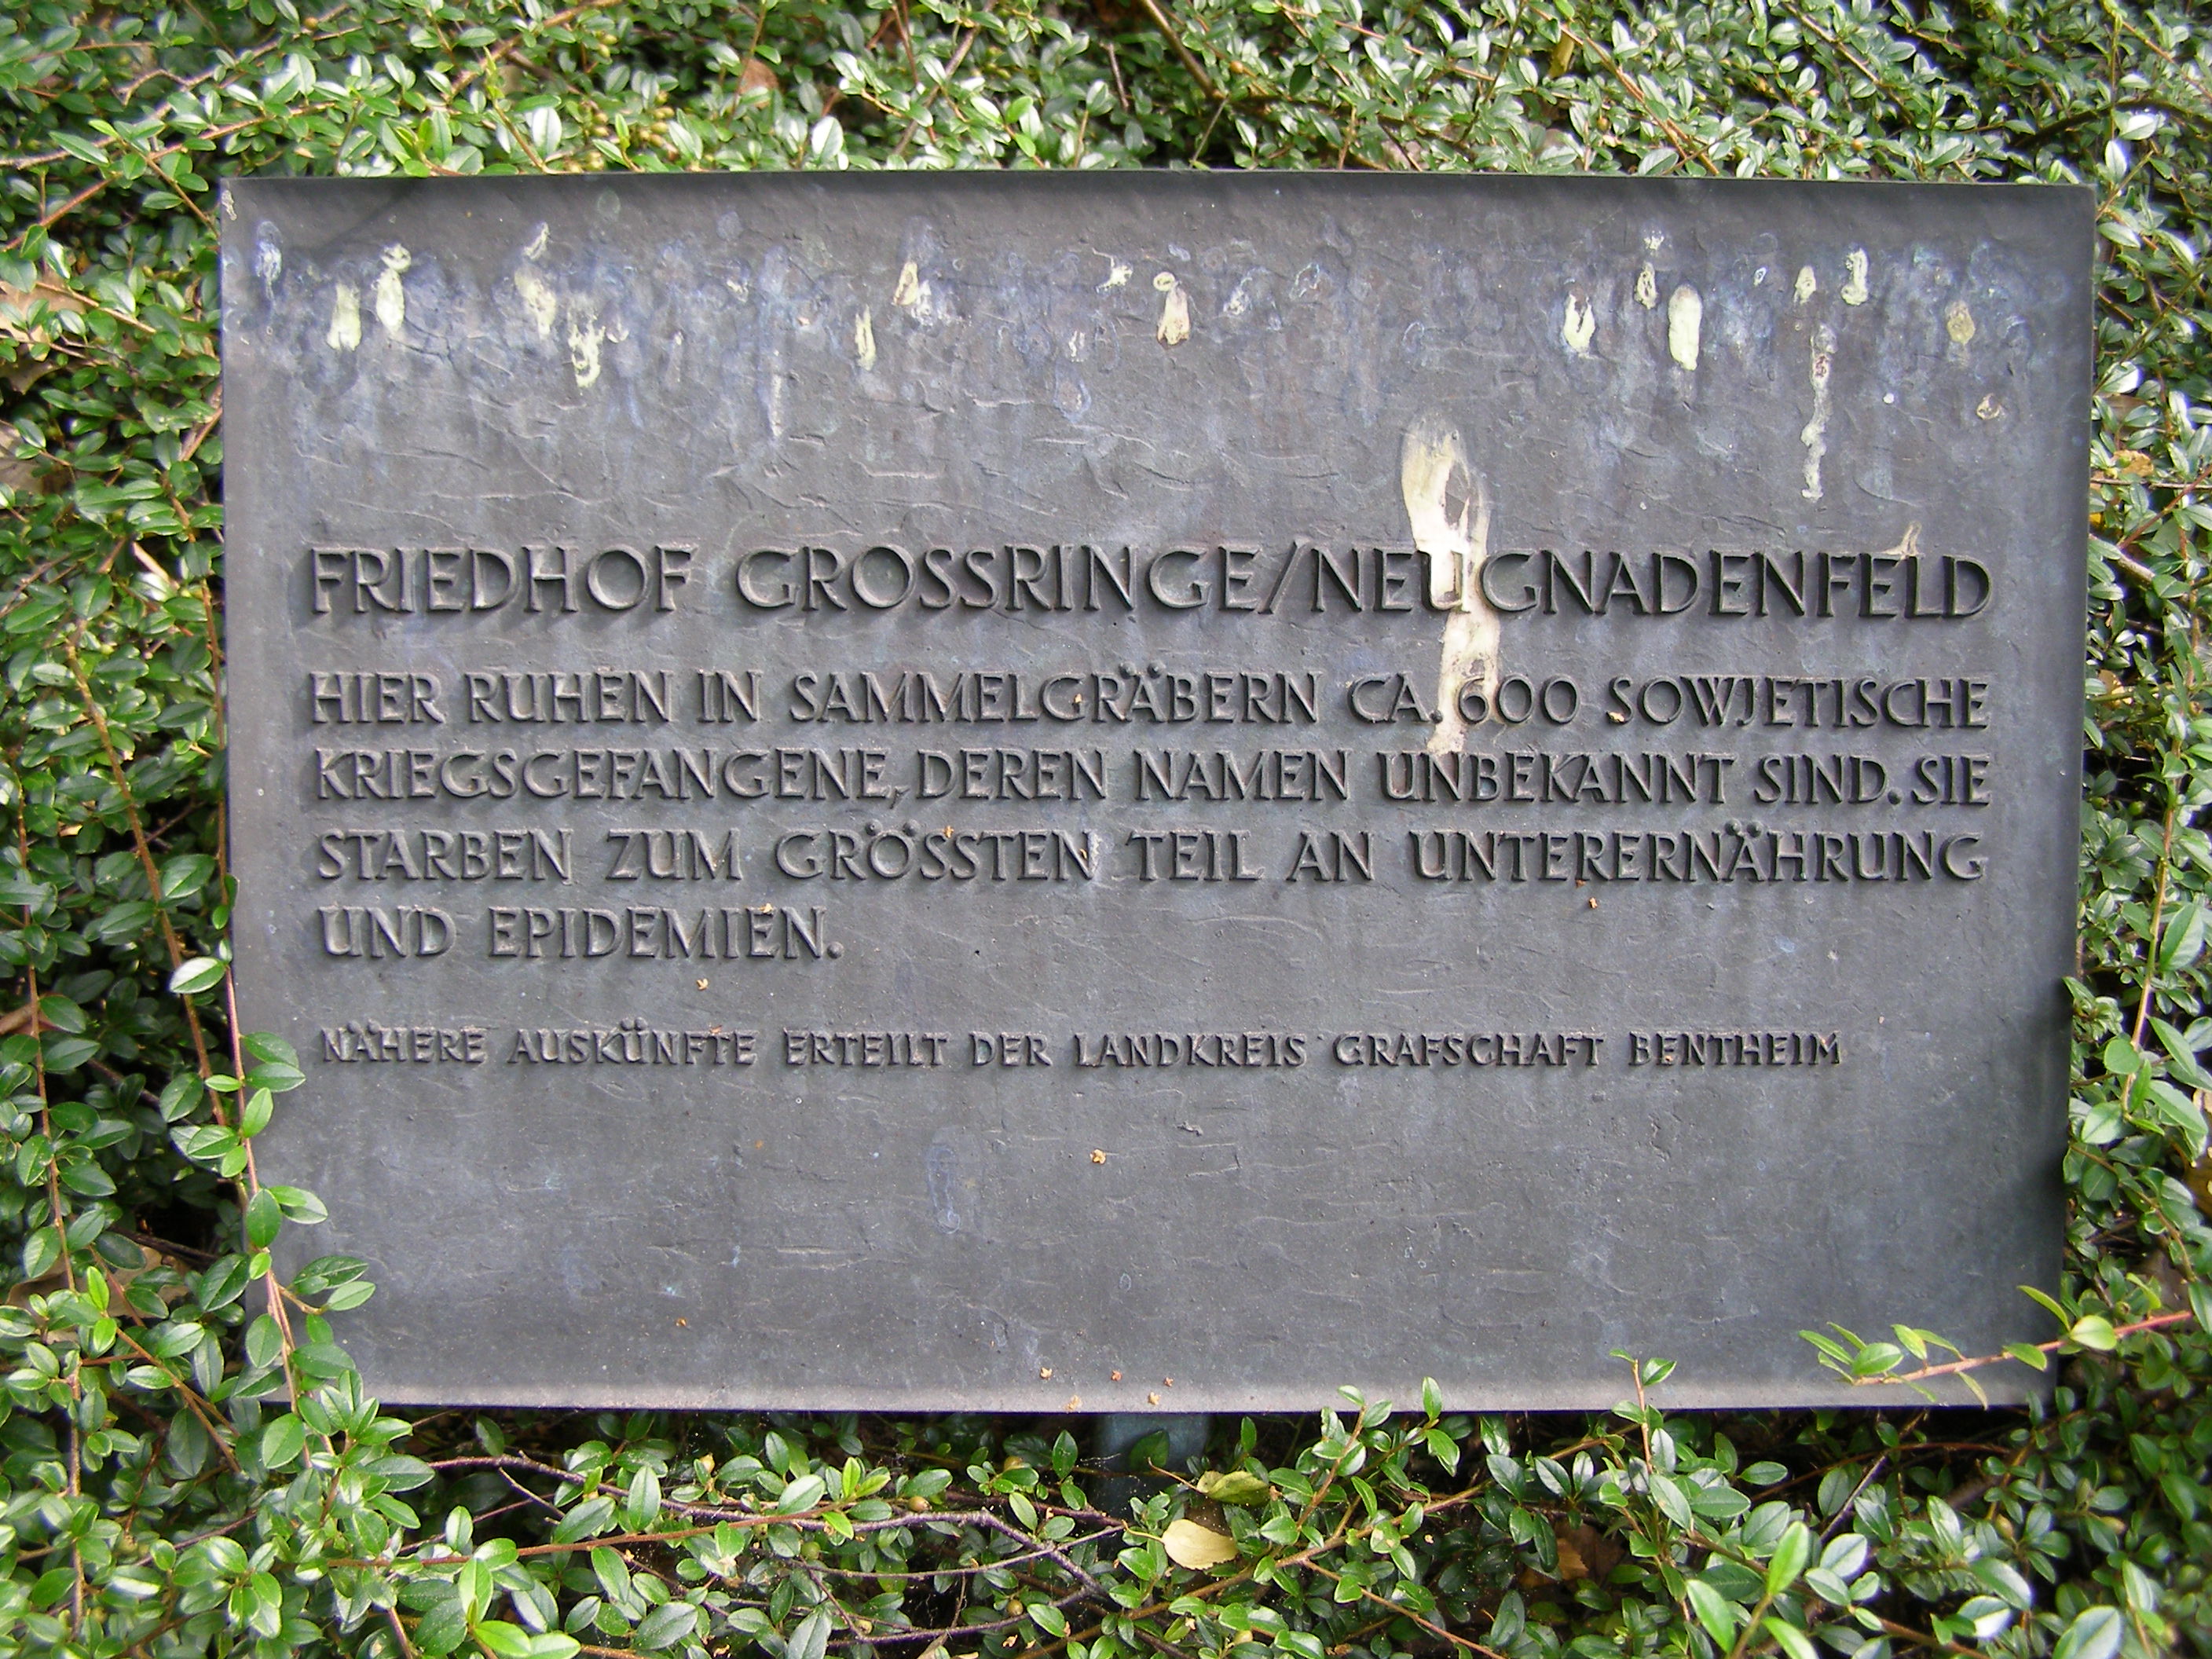 FRIEDHOF GROSSRINGE/NEUGNADENFELD
HIER RUHEN IN SAMMELGRÄBERN CA. 600 SOWJETISCHE
KRIEGSGEFANGENE, DEREN NAMEN UNBEKANNT SIND. SIE
STARBEN ZUM GRÖSSTEN TEIL AN UNTERERNÄHRUNG
UND EPIDEMIEN.
NÄHERE AUSKÜNFTE ERTEILT DER LANDKREIS GRAFSCHAFT BENTHEIM